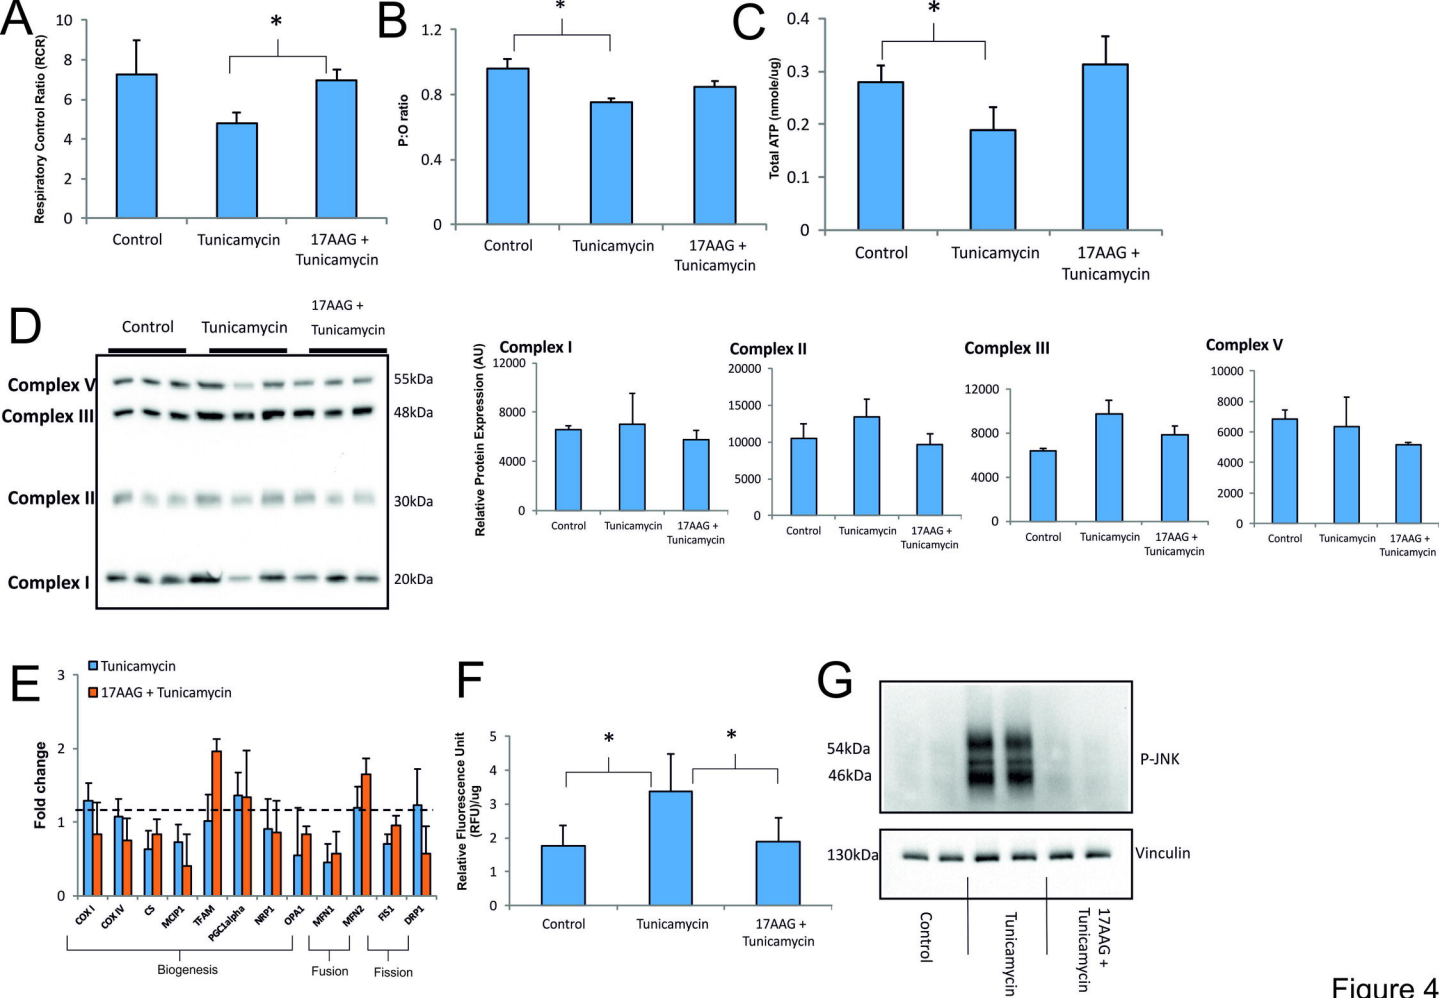 A
Respiratory Control Ratio (RCR)
10
8
6
4
2
0
*
Control
Tunicamycin
17AAG +
Tunicamycin
B
P:O ratio
1.2
0.8
0.4
0
*
Control
Tunicamycin
17AAG +
Tunicamycin
C
Total ATP (nmole/ug)
0.4
0.3
0.2
0.1
0
*
Control
Tunicamycin
17AAG +
Tunicamycin
D
Control
Tunicamycin
17AAG +
Tunicamycin
Complex V
55kDa
Complex III
48kDa
Complex II
30kDa
Complex I
20kDa
Relative Protein Expression (AU)
Complex I
12000
8000
4000
0
Control
Tunicamycin
17AAG +
Tunicamycin
Complex II
20000
15000
10000
5000
0
Control
Tunicamycin
17AAG +
Tunicamycin
Complex III
12000
8000
4000
0
Control
Tunicamycin
17AAG +
Tunicamycin
Complex V
10000
8000
6000
4000
2000
0
Control
Tunicamycin
17AAG +
Tunicamycin
E
Tunicamycin
17AAG + Tunicamycin
Fold change
3
2
1
0
COX I
COX IV
CS
MCIP1
TFAM
PGC1alpha
NRP1
OPA1
MFN1
MFN2
FIS1
DRP1
Biogenesis
Fusion
Fission
F
Relative Fluorescence Unit
(RFU)/ug
5
4
3
2
1
0
*
*
Control
Tunicamycin
17AAG +
Tunicamycin
G
54kDa
46kDa
P-JNK
130kDa
Vinculin
Control
Tunicamycin
17AAG +
Tunicamycin
Figure 4